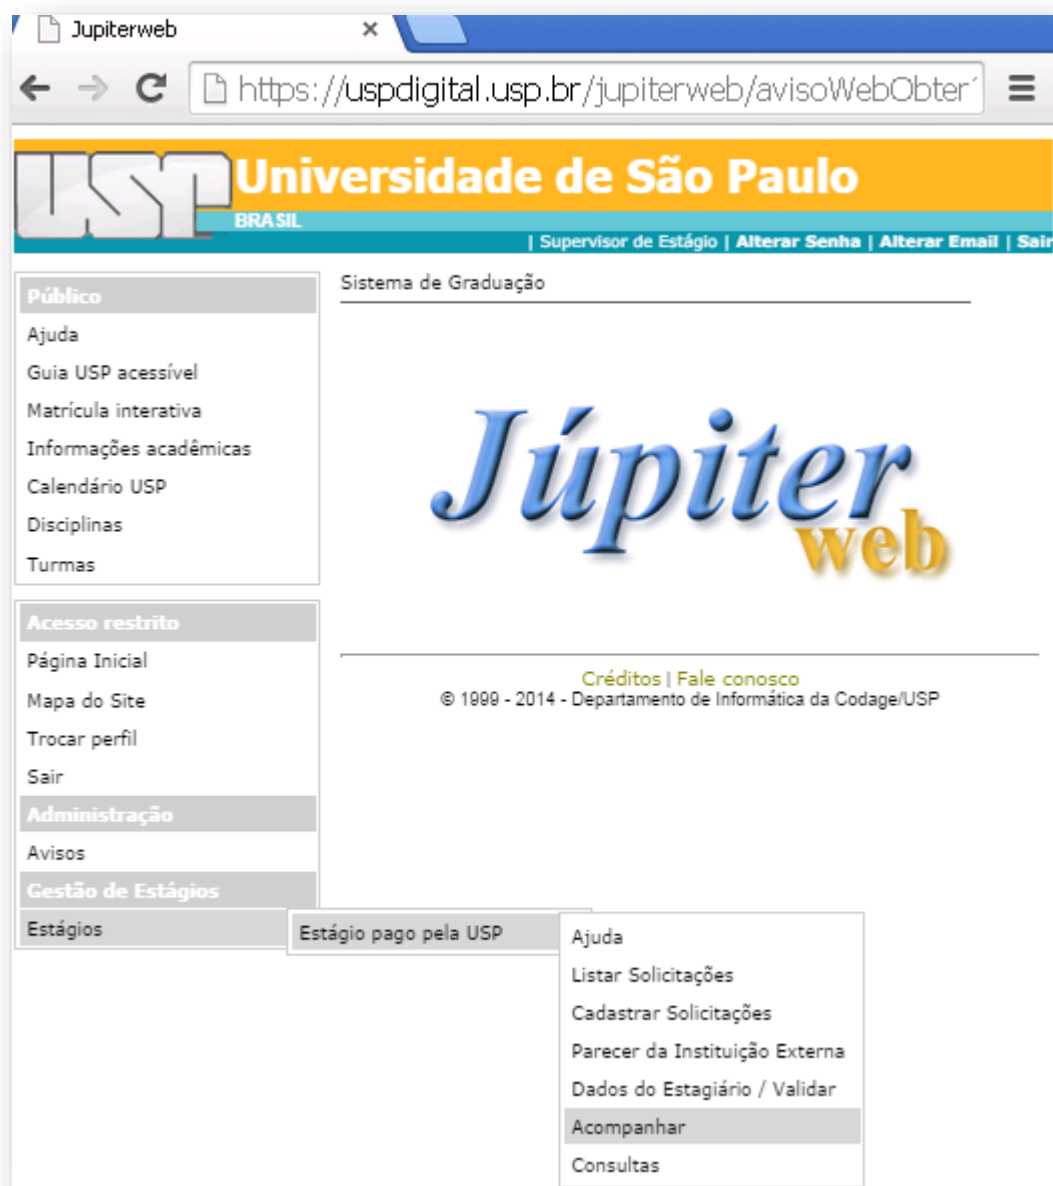 Jupiterweb
https://uspdigital.usp.br/jupiterweb/avisoWebObter
USP
Universidade de São Paulo
BRASIL
| Supervisor de Estágio | Alterar Senha | Alterar Email | Sair
Público
Ajuda
Guia USP acessível
Matrícula interativa
Informações acadêmicas
Calendário USP
Disciplinas
Turmas
Acesso restrito
Página Inicial
Mapa do Site
Trocar perfil
Sair
Administração
Avisos
Gestão de Estágios
Estágios
Estágio pago pela USP
Ajuda
Listar Solicitações
Cadastrar Solicitações
Parecer da Instituição Externa
Dados do Estagiário / Validar
Acompanhar
Consultas
Sistema de Graduação
Júpiter
web
Créditos | Fale conosco
© 1999 - 2014 - Departamento de Informática da Codage/USP